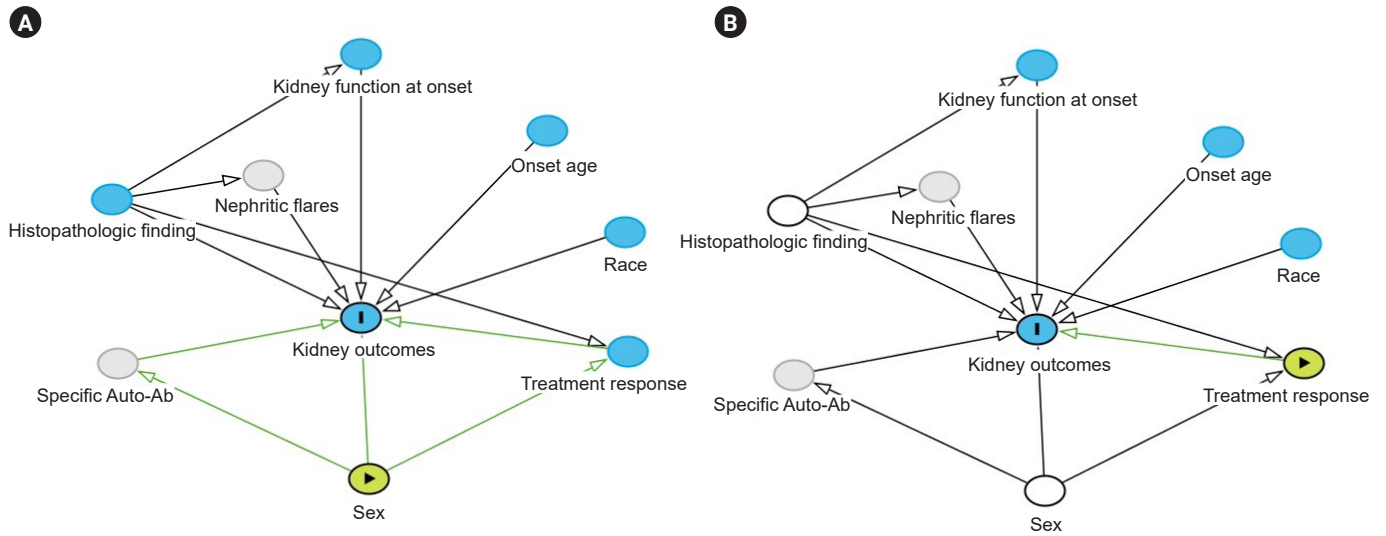 A
Kidney function at onset
Onset age
Nephritic flares
Histopathologic finding
Race
Kidney outcomes
Treatment response
Specific Auto-Ab
Sex
B
Kidney function at onset
Onset age
Nephritic flares
Histopathologic finding
Race
Kidney outcomes
Treatment response
Specific Auto-Ab
Sex